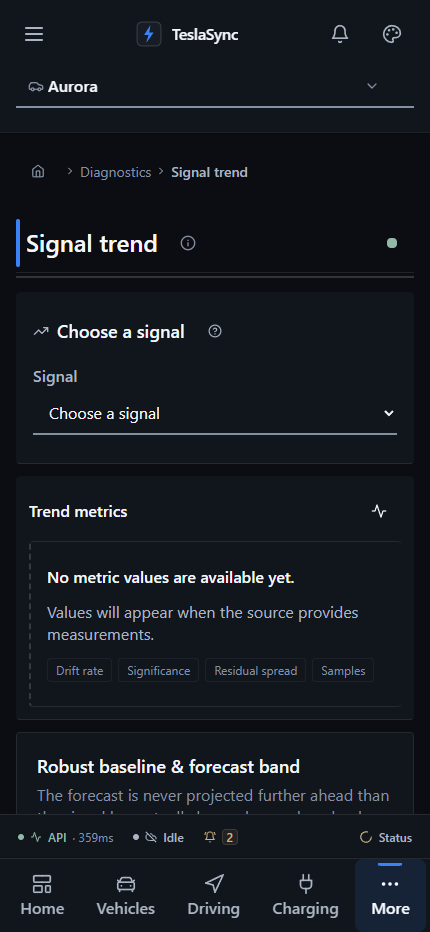 TeslaSync
Aurora
Diagnostics Signal trend
Signal trend
Choose a signal
Signal
Choose a signal
Trend metrics
No metric values are available yet.
Values will appear when the source provides
measurements.
Drift rate Significance Residual spread Samples
Robust baseline & forecast band
The forecast is never projected further ahead than
API · 359ms Idle 2 Status
Home Vehicles Driving Charging More